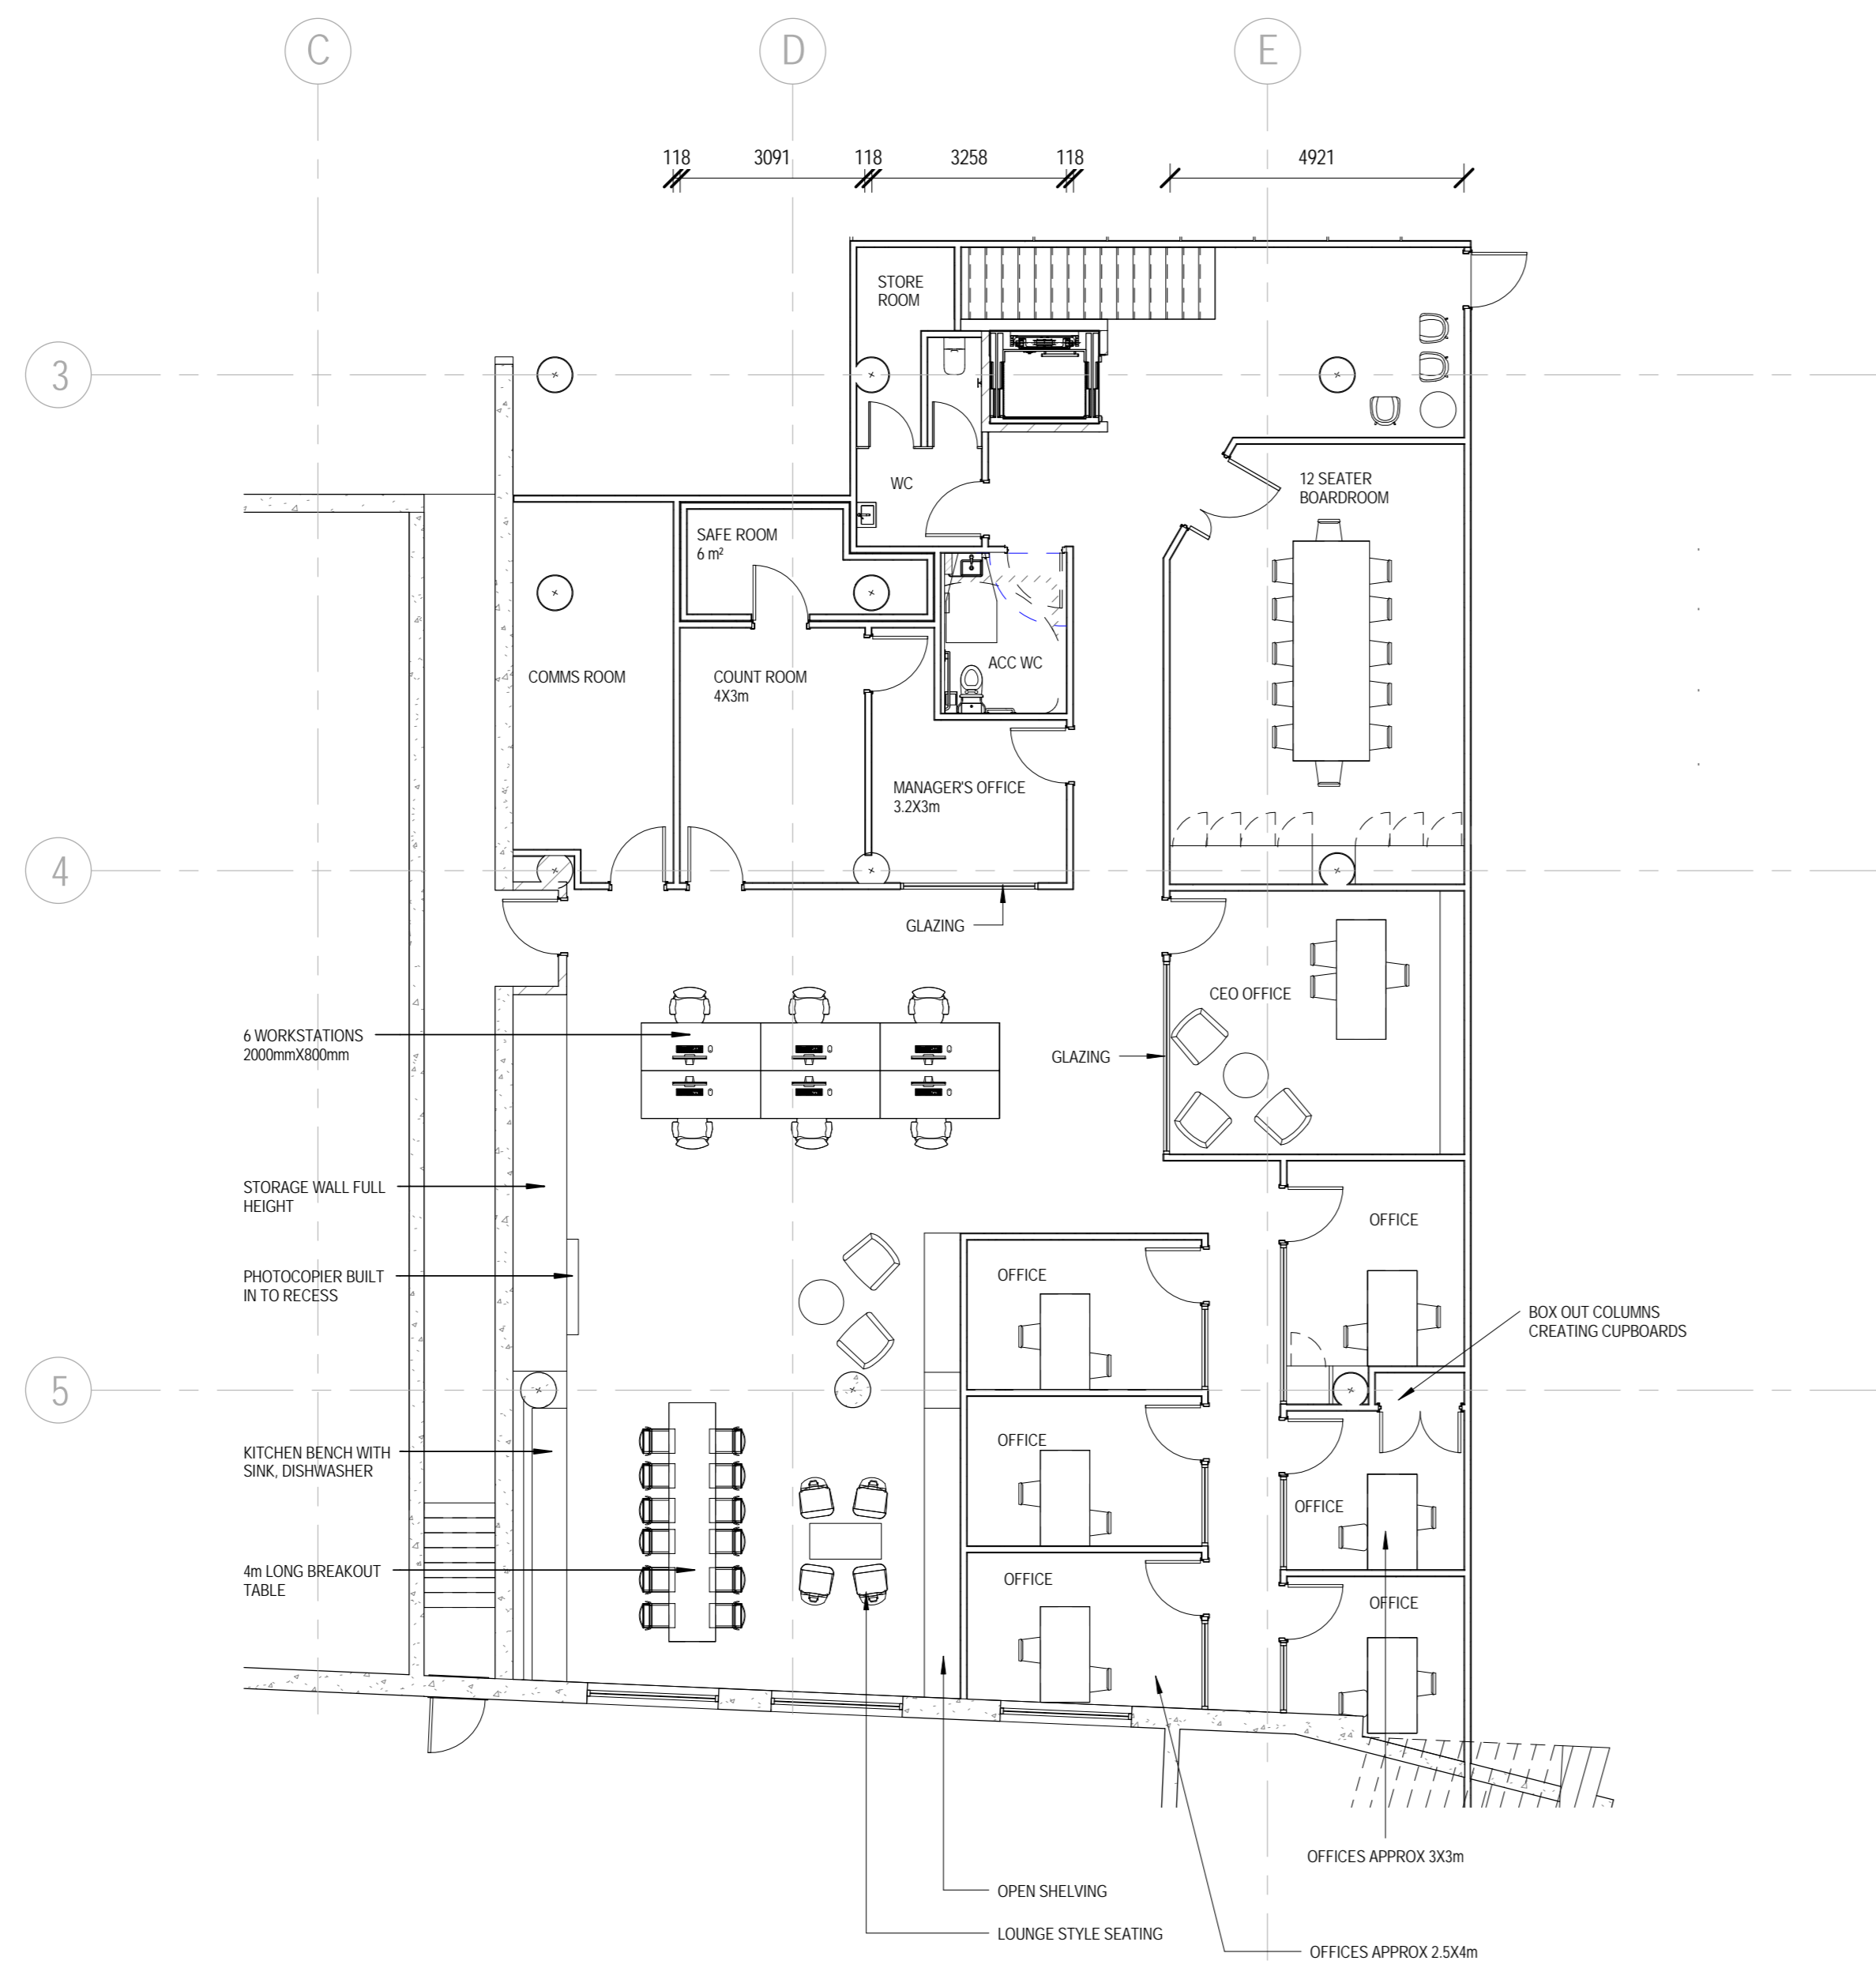 C D E
118 3091 118 3258 118 4921
STORE
ROOM
3
12 SEATER
BOARDROOM
WC
SAFE ROOM
6 m²
COMMS ROOM
COUNT ROOM
4X3m
ACC WC
MANAGER'S OFFICE
3.2X3m
4
GLAZING
CEO OFFICE
6 WORKSTATIONS
2000mmX800mm
GLAZING
STORAGE WALL FULL
HEIGHT
OFFICE
PHOTOCOPIER BUILT
IN TO RECESS
OFFICE
BOX OUT COLUMNS
CREATING CUPBOARDS
5
KITCHEN BENCH WITH
SINK, DISHWASHER
OFFICE
OFFICE
4m LONG BREAKOUT
TABLE
OFFICE
OFFICE
OFFICES APPROX 3X3m
OPEN SHELVING
LOUNGE STYLE SEATING
OFFICES APPROX 2.5X4m